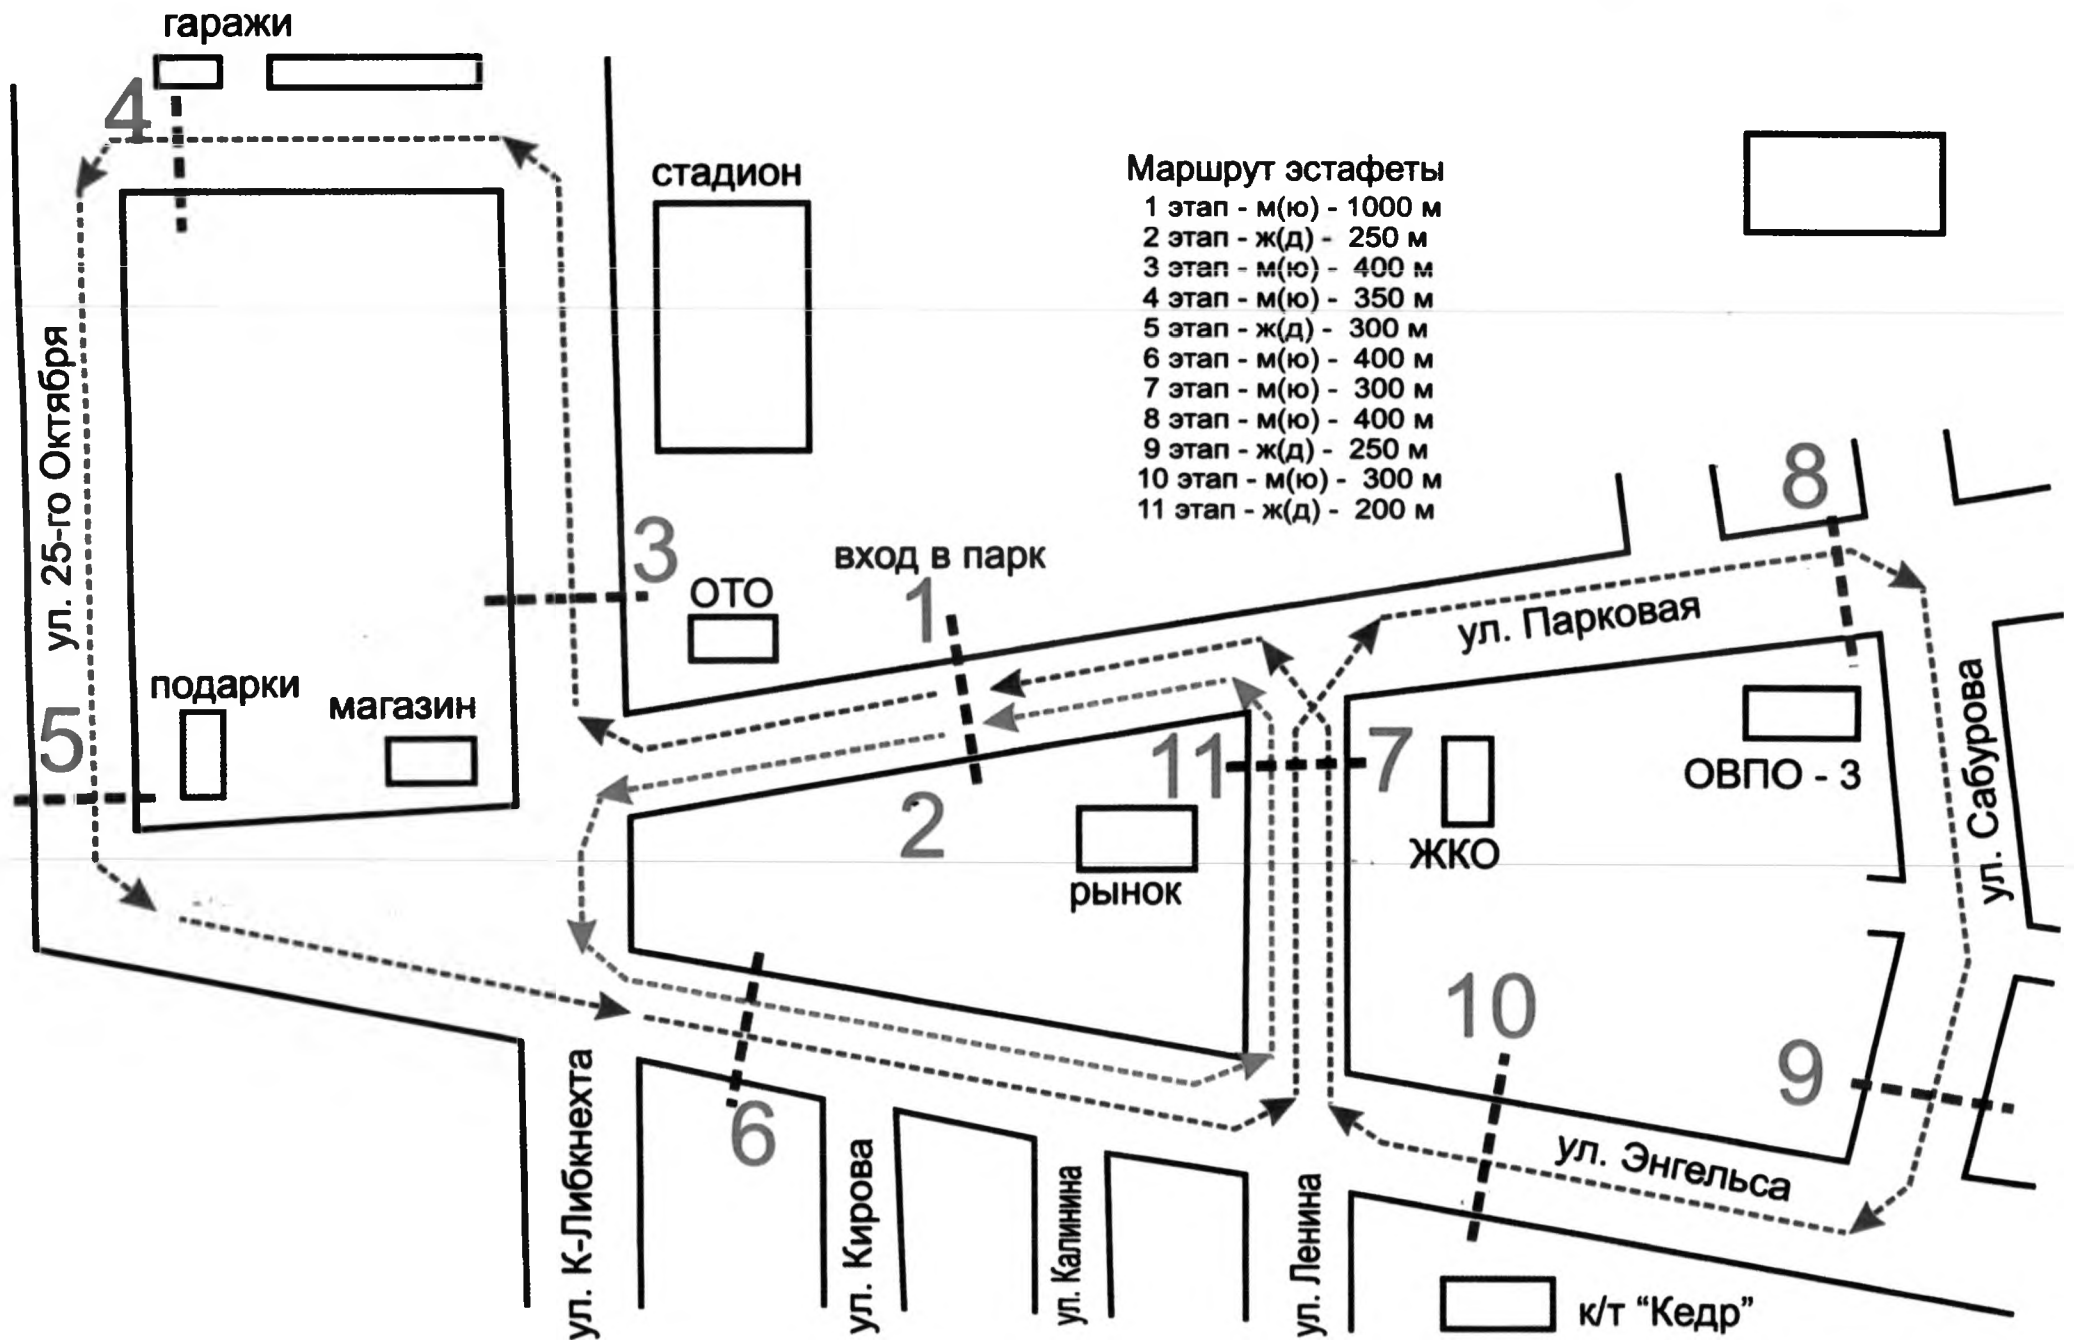 гаражи
4
стадион
Маршрут эстафеты
1 этап - м(ю) - 1000 м
2 этап - ж(д) - 250 м
3 этап - м(ю) - 400 м
4 этап - м(ю) - 350 м
5 этап - ж(д) - 300 м
6 этап - м(ю) - 400 м
7 этап - м(ю) - 300 м
8 этап - м(ю) - 400 м
9 этап - ж(д) - 250 м
10 этап - м(ю) - 300 м
11 этап - ж(д) - 200 м
ул. 25-го Октября
8
3
вход в парк
ОТО
1
ул. Парковая
подарки
магазин
5
11
7
2
ОВПО - 3
ул. Сабурова
ЖКО
рынок
10
9
6
ул. К-Либкнехта
ул. Кирова
ул. Калинина
ул. Ленина
ул. Энгельса
к/т "Кедр"